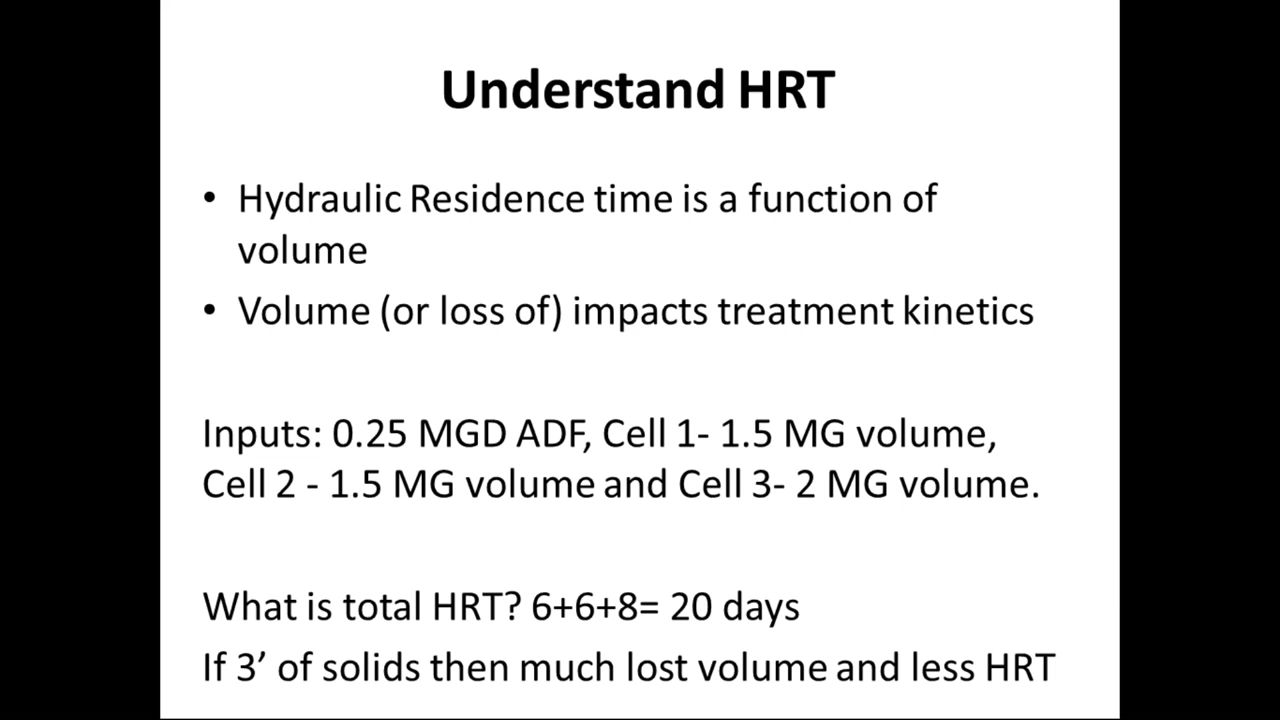 Understand HRT
• Hydraulic Residence time is a function of
volume
• Volume (or loss of) impacts treatment kinetics
Inputs: 0.25 MGD ADF, Cell 1- 1.5 MG volume,
Cell 2 - 1.5 MG volume and Cell 3- 2 MG volume.
What is total HRT? 6+6+8= 20 days
If 3’ of solids then much lost volume and less HRT